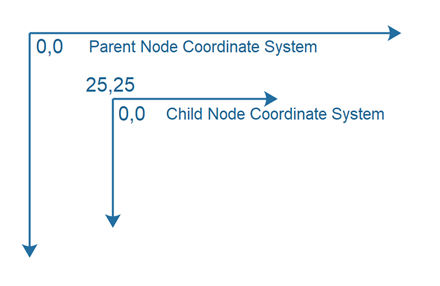 0,0 Parent Node Coordinate System
25,25
0,0 Child Node Coordinate System